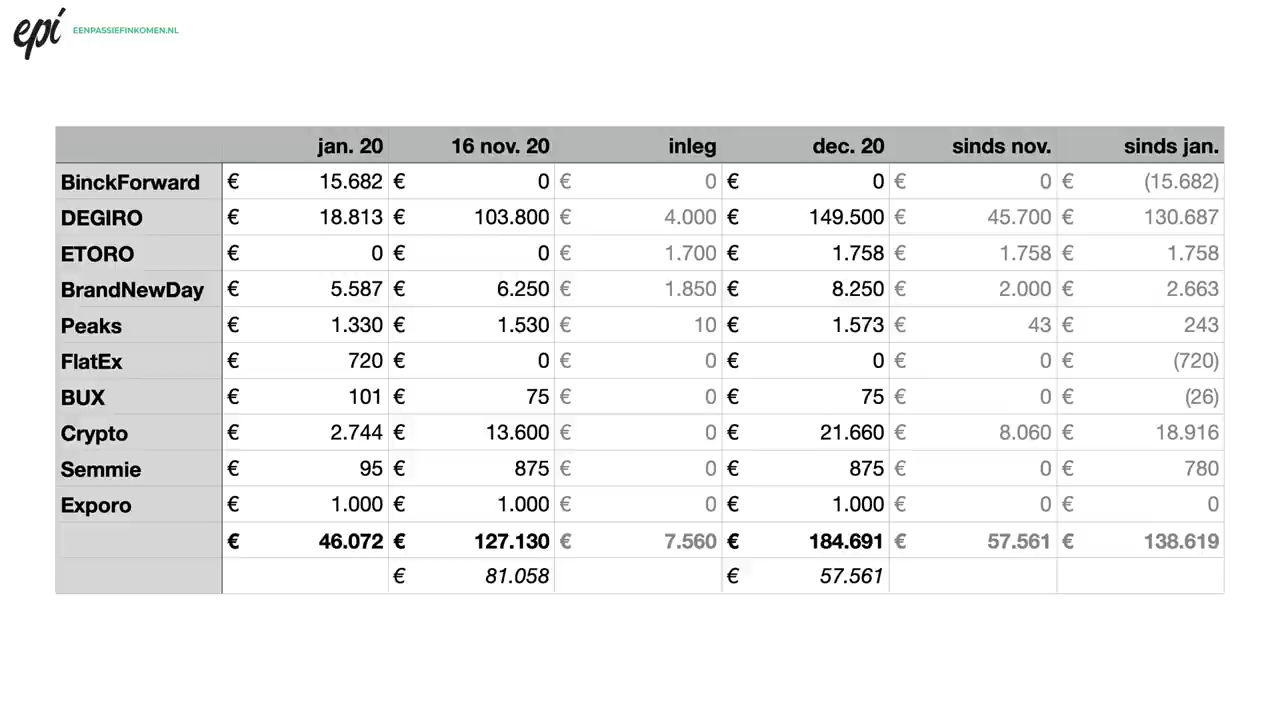 epi EENPASSIEFINKOMEN.NL
jan. 20 16 nov. 20 inleg dec. 20 sinds nov. sinds jan.
BinckForward € 15.682 € 0 € 0 € 0 € 0 € (15.682)
DEGIRO € 18.813 € 103.800 € 4.000 € 149.500 € 45.700 € 130.687
ETORO € 0 € 0 € 1.700 € 1.758 € 1.758 € 1.758
BrandNewDay € 5.587 € 6.250 € 1.850 € 8.250 € 2.000 € 2.663
Peaks € 1.330 € 1.530 € 10 € 1.573 € 43 € 243
FlatEx € 720 € 0 € 0 € 0 € 0 € (720)
BUX € 101 € 75 € 0 € 75 € 0 € (26)
Crypto € 2.744 € 13.600 € 0 € 21.660 € 8.060 € 18.916
Semmie € 95 € 875 € 0 € 875 € 0 € 780
Exporo € 1.000 € 1.000 € 0 € 1.000 € 0 € 0
€ 46.072 € 127.130 € 7.560 € 184.691 € 57.561 € 138.619
€ 81.058 € 57.561